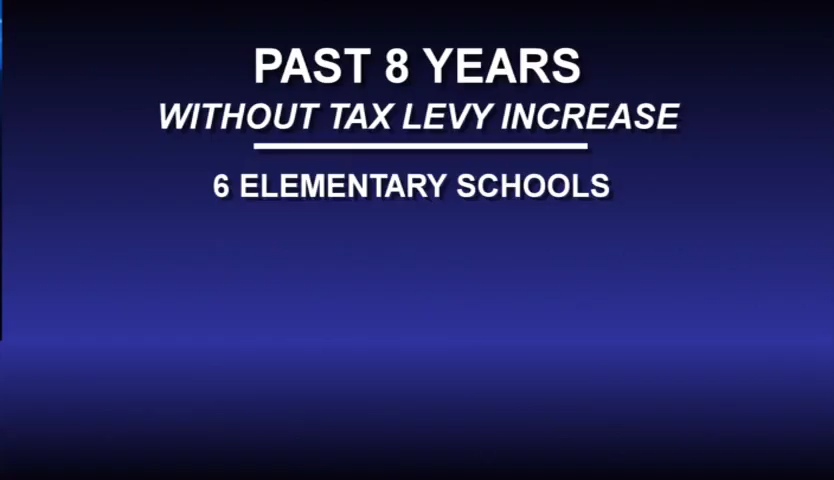 PAST 8 YEARS
WITHOUT TAX LEVY INCREASE
6 ELEMENTARY SCHOOLS